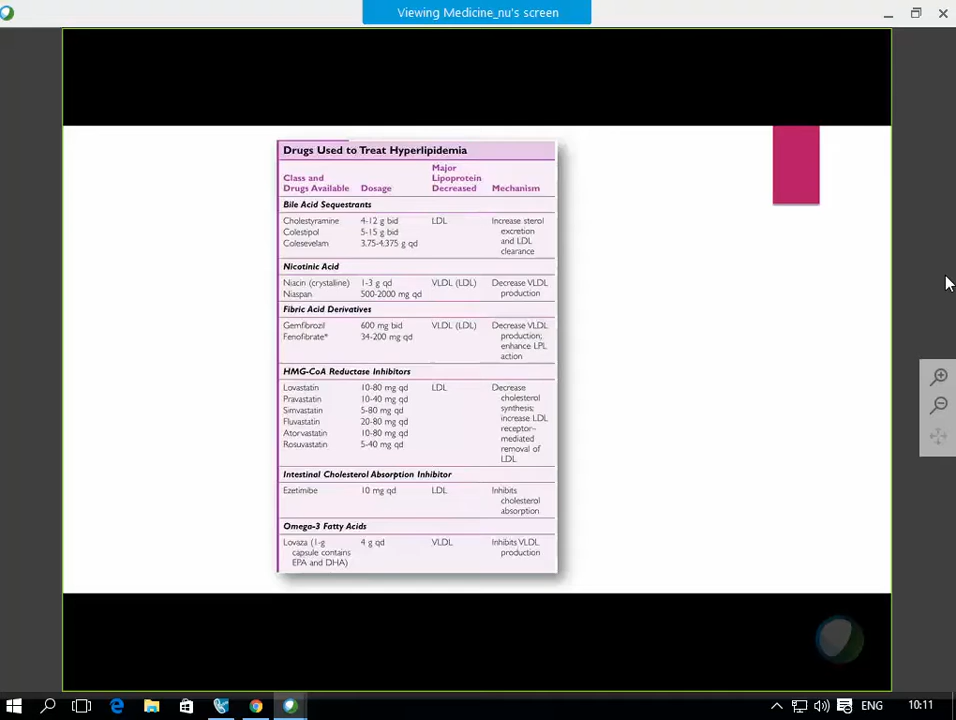 Viewing Medicine_nu's screen
Drugs Used to Treat Hyperlipidemia
Class and Drugs Available Dosage Major Lipoprotein Decreased Mechanism
Bile Acid Sequestrants
Cholestyramine 4-12 g bid LDL Increase sterol
Colestipol 5-15 g bid excretion
Colesevelam 3.75-4.375 g qd and LDL
clearance
Nicotinic Acid
Niacin (crystalline) 1-3 g qd VLDL (LDL) Decrease VLDL
Niaspan 500-2000 mg qd production
Fibric Acid Derivatives
Gemfibrozil 600 mg bid VLDL (LDL) Decrease VLDL
Fenofibrate* 34-200 mg qd production;
enhance LPL
action
HMG-CoA Reductase Inhibitors
Lovastatin 10-80 mg qd LDL Decrease
Pravastatin 10-40 mg qd cholesterol
Simvastatin 5-80 mg qd synthesis;
Fluvastatin 20-80 mg qd increase LDL
Atorvastatin 10-80 mg qd receptor–
Rosuvastatin 5-40 mg qd mediated
removal of
LDL
Intestinal Cholesterol Absorption Inhibitor
Ezetimibe 10 mg qd LDL Inhibits
cholesterol
absorption
Omega-3 Fatty Acids
Lovaza (1-g 4 g qd VLDL Inhibits VLDL
capsule contains production
EPA and DHA)
ENG 10:11